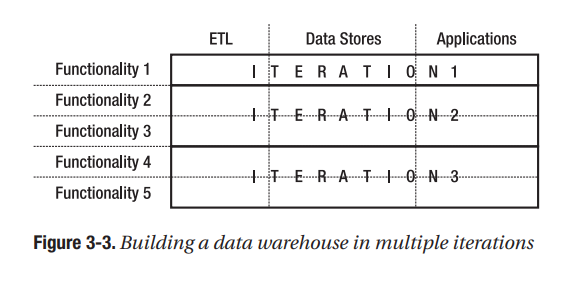 ETL Data Stores Applications
Functionality 1
I T E R A T I O N 1
Functionality 2
I T E R A T I O N 2
Functionality 3
Functionality 4
I T E R A T I O N 3
Functionality 5
Figure 3-3. Building a data warehouse in multiple iterations